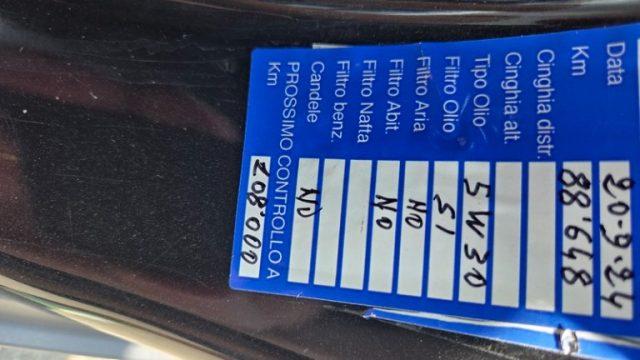 Data 20-9-24
Km 88'648
Cinghia distr.
Cinghia alt.
Tipo Olio 5W30
Filtro Olio SI
Filtro Aria NO
Filtro Abit. NO
Filtro Nafta
Filtro benz.
Candele NO
PROSSIMO CONTROLLO A
Km 208'000